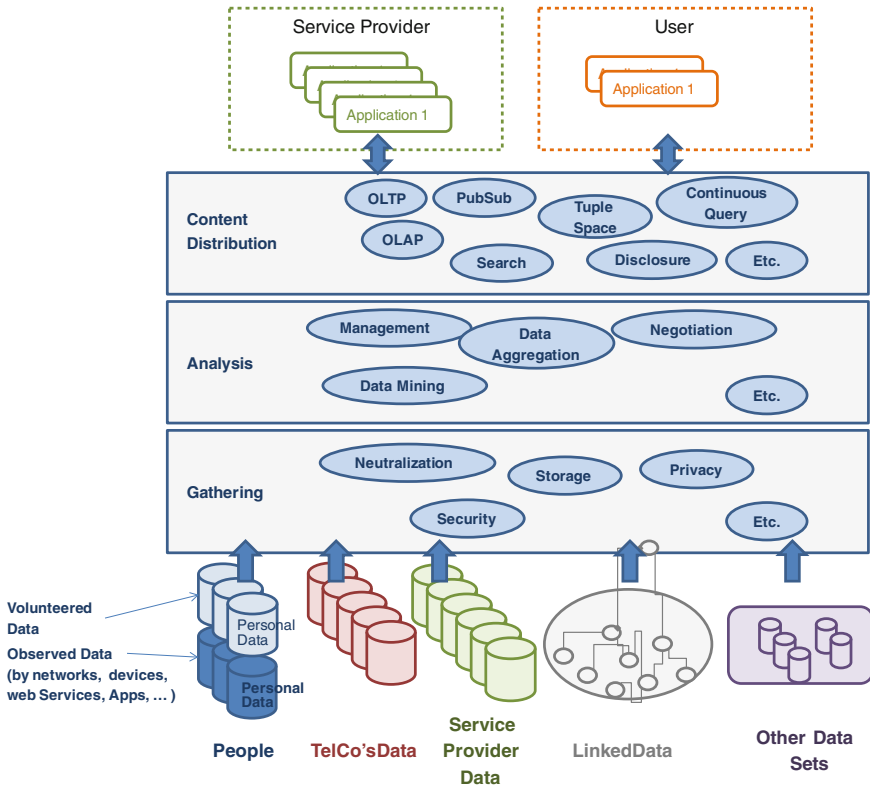 Service Provider
User
Application 1
Application 1
Content
Distribution
OLTP
PubSub
Tuple
Space
Continuous
Query
OLAP
Search
Disclosure
Etc.
Analysis
Management
Data
Aggregation
Negotiation
Data Mining
Etc.
Gathering
Neutralization
Storage
Privacy
Security
Etc.
Volunteered
Data
Observed Data
(by networks, devices,
web Services, Apps, ... )
Personal
Data
Personal
Data
People
TelCo'sData
Service
Provider
Data
LinkedData
Other Data
Sets